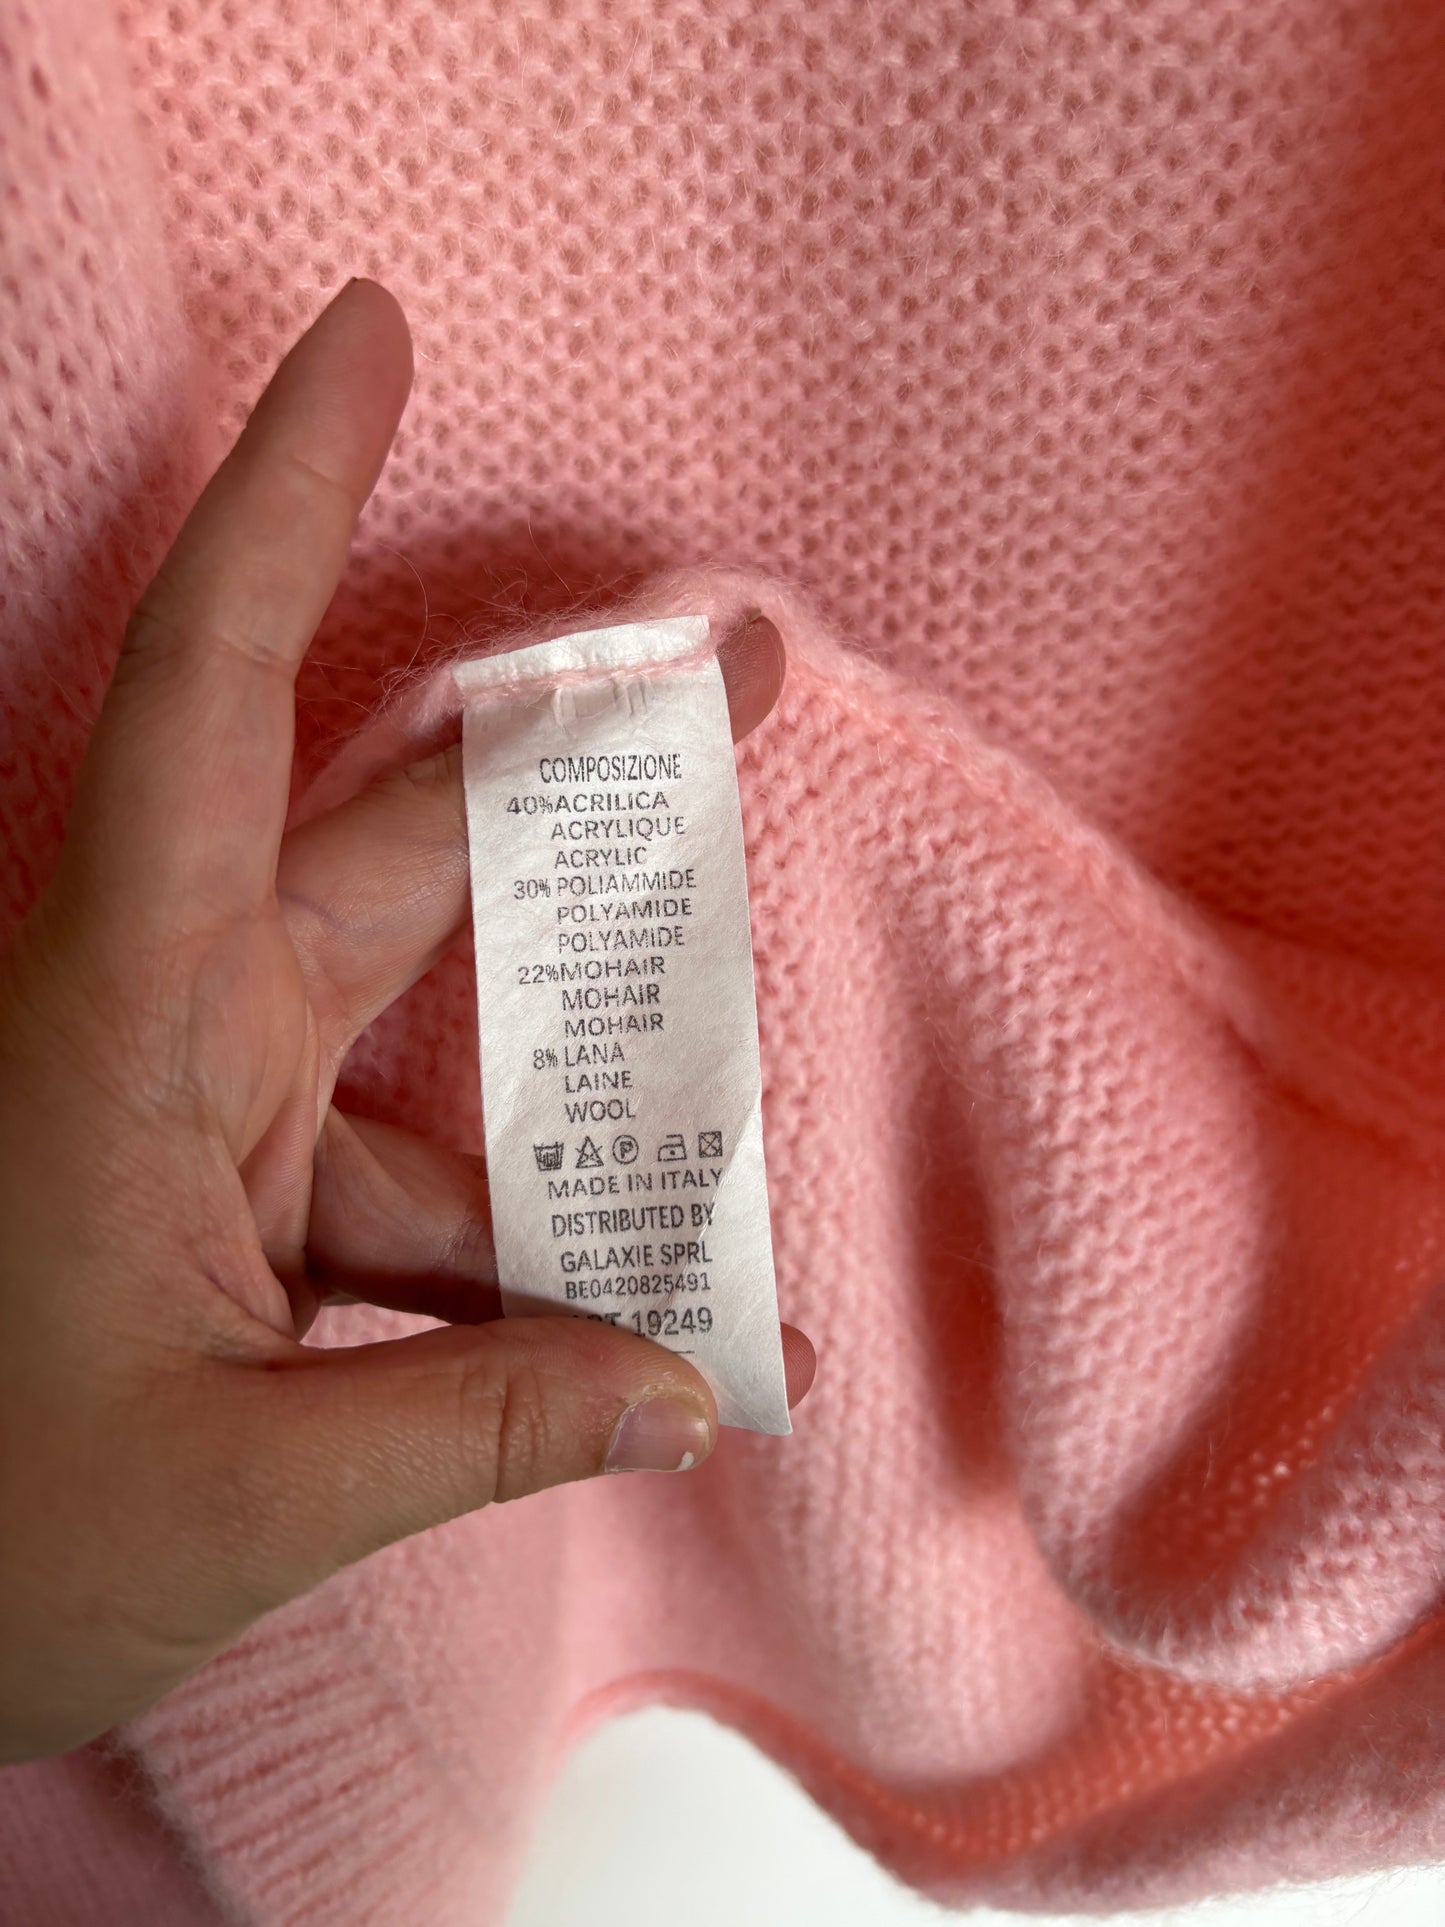 COMPOSIZIONE
40% ACRILICA
ACRYLIQUE
ACRYLIC
30% POLIAMMIDE
POLYAMIDE
POLYAMIDE
22% MOHAIR
MOHAIR
MOHAIR
8% LANA
LAINE
WOOL
P
MADE IN ITALY
DISTRIBUTED BY
GALAXIE SPRL
BE0420825491
19249